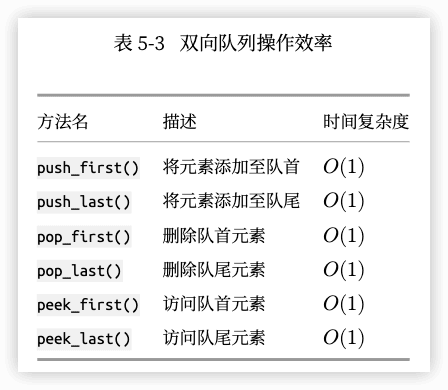 表 5-3 双向队列操作效率
方法名 描述 时间复杂度
push_first() 将元素添加至队首 O(1)
push_last() 将元素添加至队尾 O(1)
pop_first() 删除队首元素 O(1)
pop_last() 删除队尾元素 O(1)
peek_first() 访问队首元素 O(1)
peek_last() 访问队尾元素 O(1)